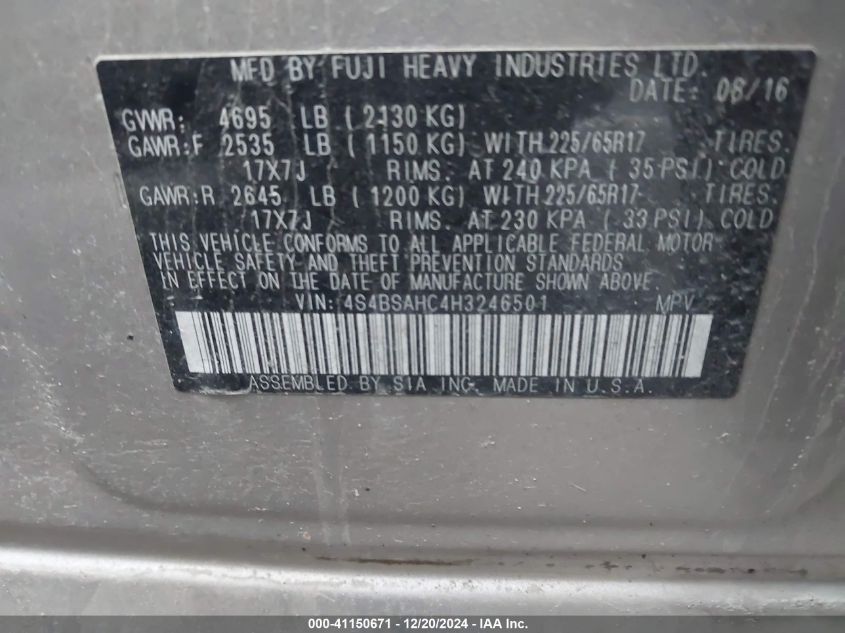 MFD BY FUJI HEAVY INDUSTRIES LTD.
DATE: 08/16
GVWR: 4695 LB ( 2130 KG)
GAWR:F 2535 LB ( 1150 KG) WITH 225/65R17 TIRES.
17X7J RIMS. AT 240 KPA ( 35 PSI) COLD
GAWR:R 2645 LB ( 1200 KG) WITH 225/65R17 TIRES.
17X7J RIMS. AT 230 KPA ( 33 PSI) COLD
THIS VEHICLE CONFORMS TO ALL APPLICABLE FEDERAL MOTOR
VEHICLE SAFETY AND THEFT PREVENTION STANDARDS
IN EFFECT ON THE DATE OF MANUFACTURE SHOWN ABOVE.
VIN: 4S4BSAHC4H3246501 MPV
ASSEMBLED BY SIA INC. MADE IN U.S.A.
000-41150671 - 12/20/2024 - IAA Inc.